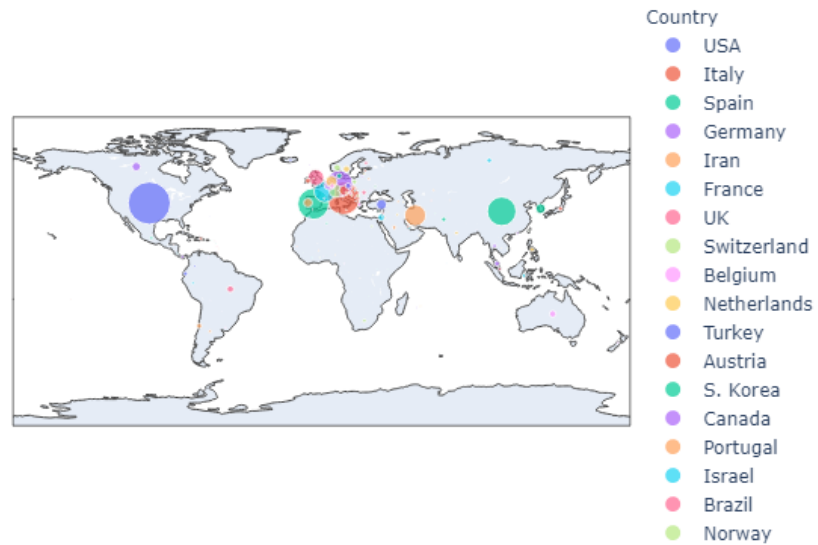 Country
USA
Italy
Spain
Germany
Iran
France
UK
Switzerland
Belgium
Netherlands
Turkey
Austria
S. Korea
Canada
Portugal
Israel
Brazil
Norway